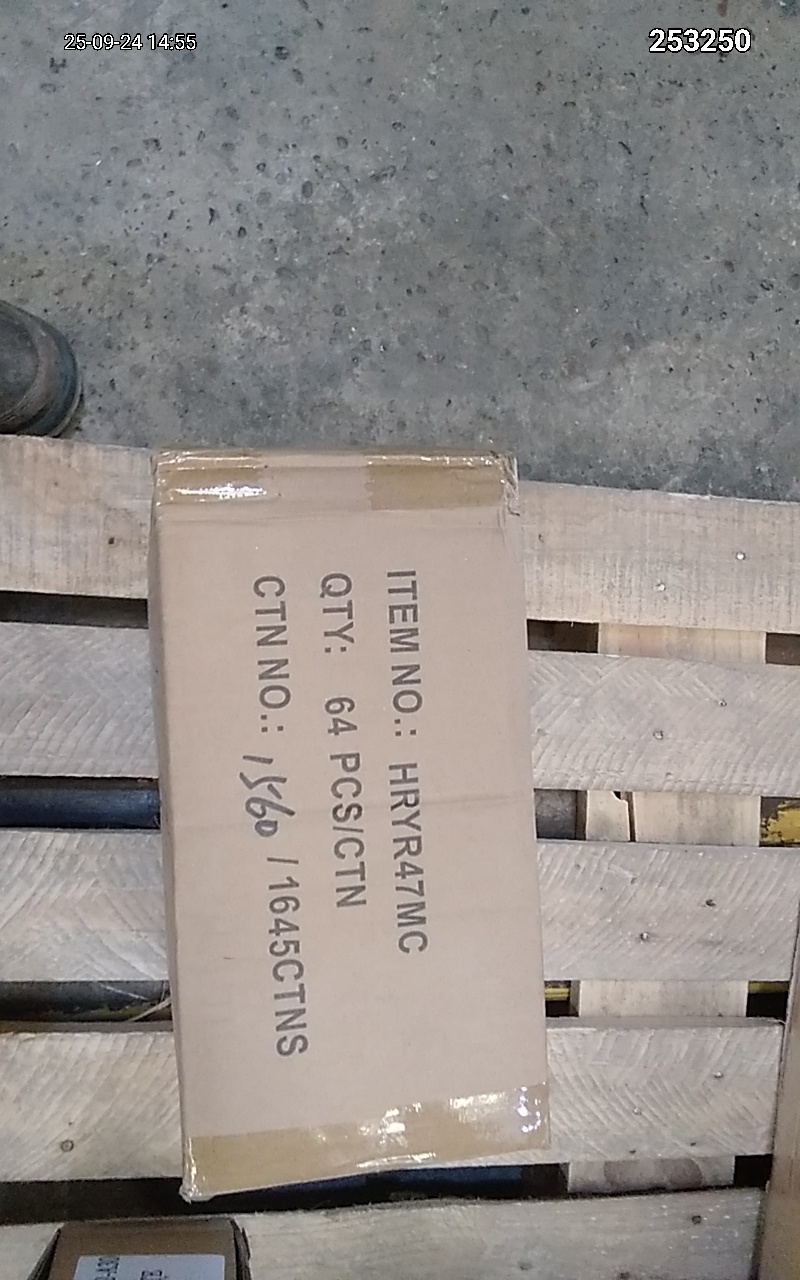 25-09-24 14:55
253250
ITEM NO.: HRYR47MC
QTY: 64 PCS/CTN
CTN NO.: 1560 / 1645CTNS